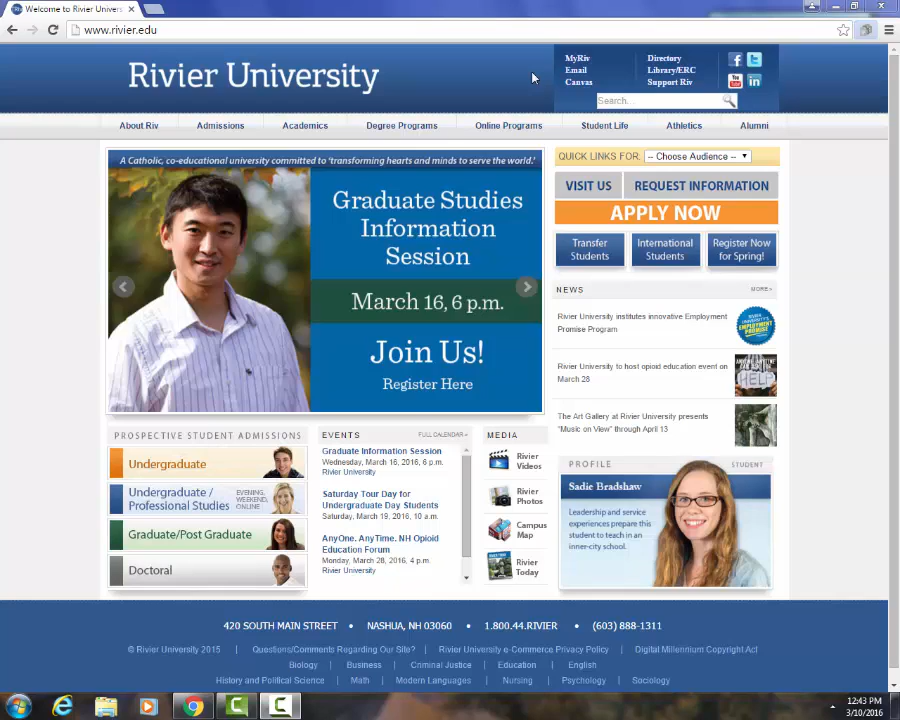 Welcome to Rivier Univers
www.rivier.edu
Rivier University
MyRiv
Email
Canvas
Directory
Library/ERC
Support Riv
Search...
About Riv
Admissions
Academics
Degree Programs
Online Programs
Student Life
Athletics
Alumni
A Catholic, co-educational university committed to 'transforming hearts and minds to serve the world.'
Graduate Studies
Information
Session
March 16, 6 p.m.
Join Us!
Register Here
QUICK LINKS FOR:
-- Choose Audience --
VISIT US
REQUEST INFORMATION
APPLY NOW
Transfer
Students
International
Students
Register Now
for Spring!
NEWS
MORE »
Rivier University institutes innovative Employment
Promise Program
RIVIER
UNIVERSITY'S
EMPLOYMENT
PROMISE
Rivier University to host opioid education event on
March 28
HELP
The Art Gallery at Rivier University presents
"Music on View" through April 13
PROSPECTIVE STUDENT ADMISSIONS
Undergraduate
Undergraduate /
Professional Studies
EVENING,
WEEKEND,
ONLINE
Graduate/Post Graduate
Doctoral
EVENTS
FULL CALENDAR »
Graduate Information Session
Wednesday, March 16, 2016, 6 p.m.
Rivier University
Saturday Tour Day for
Undergraduate Day Students
Saturday, March 19, 2016, 10 a.m.
AnyOne. AnyTime. NH Opioid
Education Forum
Monday, March 28, 2016, 4 p.m.
Rivier University
MEDIA
Rivier
Videos
Rivier
Photos
Campus
Map
Rivier
Today
PROFILE
STUDENT
Sadie Bradshaw
Leadership and service
experiences prepare this
student to teach in an
inner-city school.
420 SOUTH MAIN STREET • NASHUA, NH 03060 • 1.800.44.RIVIER • (603) 888-1311
© Rivier University 2015 | Questions/Comments Regarding Our Site? | Rivier University e-Commerce Privacy Policy | Digital Millennium Copyright Act
Biology | Business | Criminal Justice | Education | English
History and Political Science | Math | Modern Languages | Nursing | Psychology | Sociology
12:43 PM
3/10/2016